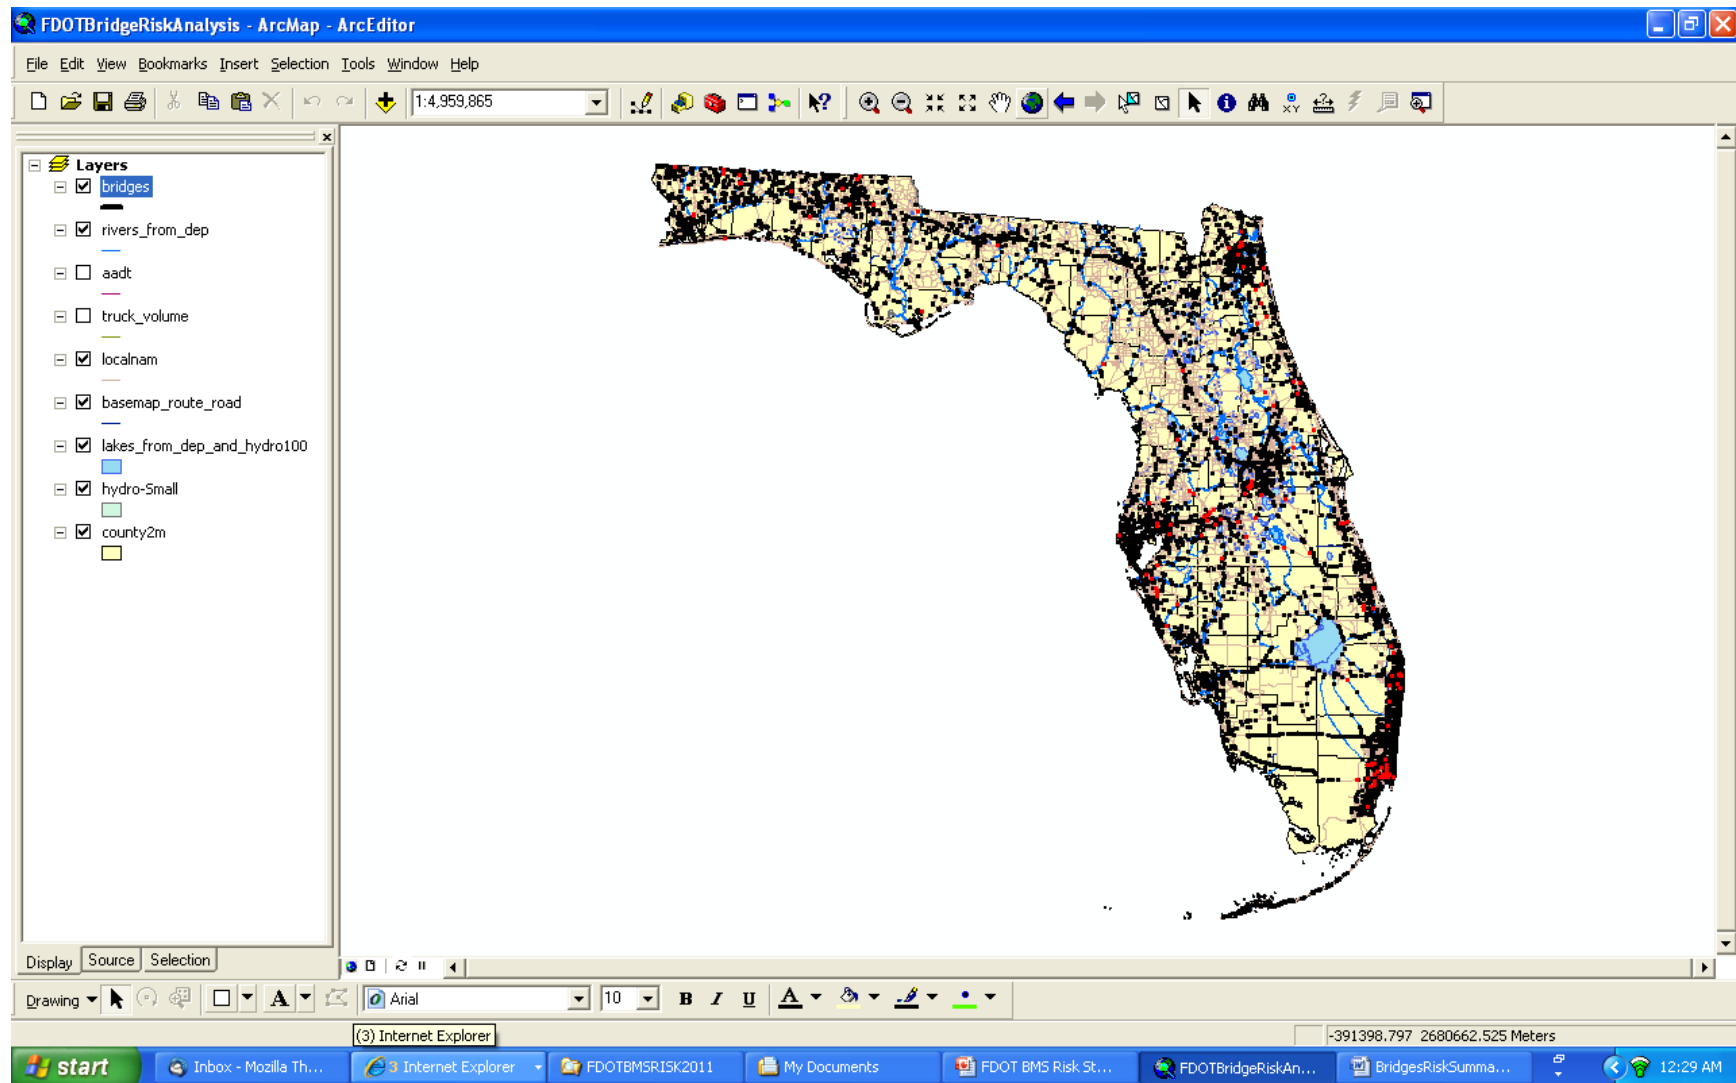 FDOTBridgeRiskAnalysis - ArcMap - ArcEditor
File Edit View Bookmarks Insert Selection Tools Window Help
1:4,959,865
Layers
bridges
rivers_from_dep
aadt
truck_volume
localnam
basemap_route_road
lakes_from_dep_and_hydro100
hydro-Small
county2m
Display Source Selection
Drawing A Arial 10 B I U A
(3) Internet Explorer
-391398.797 2680662.525 Meters
start Inbox - Mozilla Th... 3 Internet Explorer FDOTBMSRISK2011 My Documents FDOT BMS Risk St... FDOTBridgeRiskAn... BridgesRiskSumma... 12:29 AM